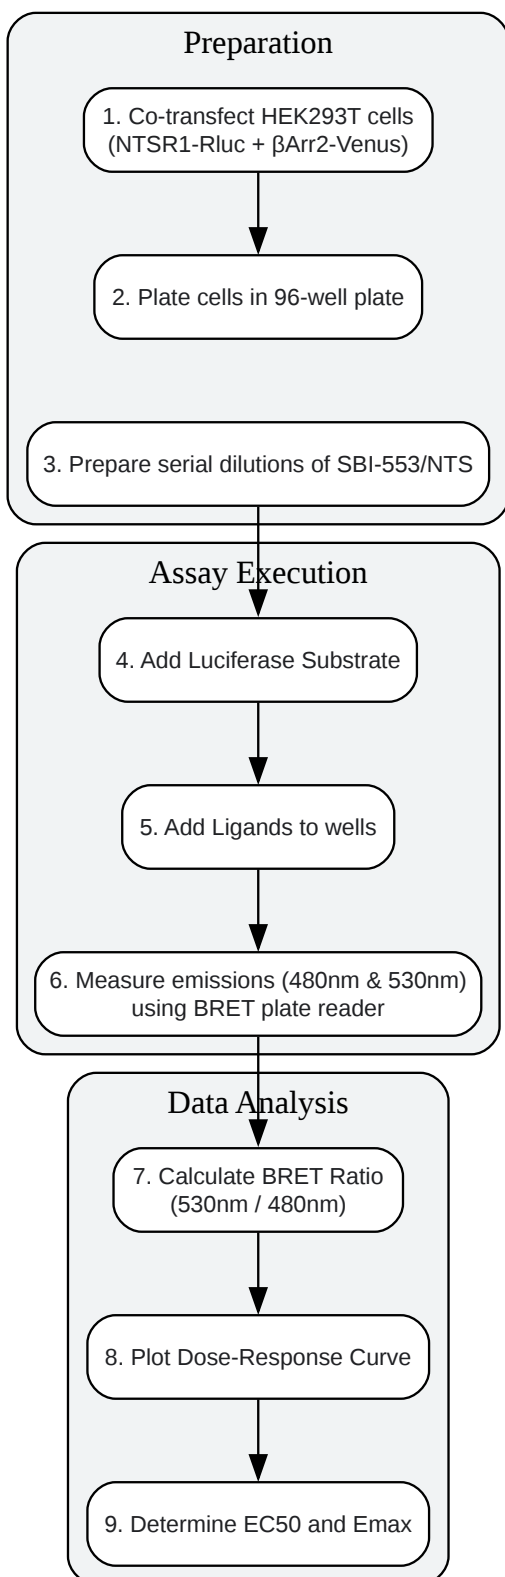 Preparation
1. Co-transfect HEK293T cells
(NTSR1-Rluc + βArr2-Venus)
2. Plate cells in 96-well plate
3. Prepare serial dilutions of SBI-553/NTS
Assay Execution
4. Add Luciferase Substrate
5. Add Ligands to wells
6. Measure emissions (480nm & 530nm)
using BRET plate reader
Data Analysis
7. Calculate BRET Ratio
(530nm / 480nm)
8. Plot Dose-Response Curve
9. Determine EC50 and Emax